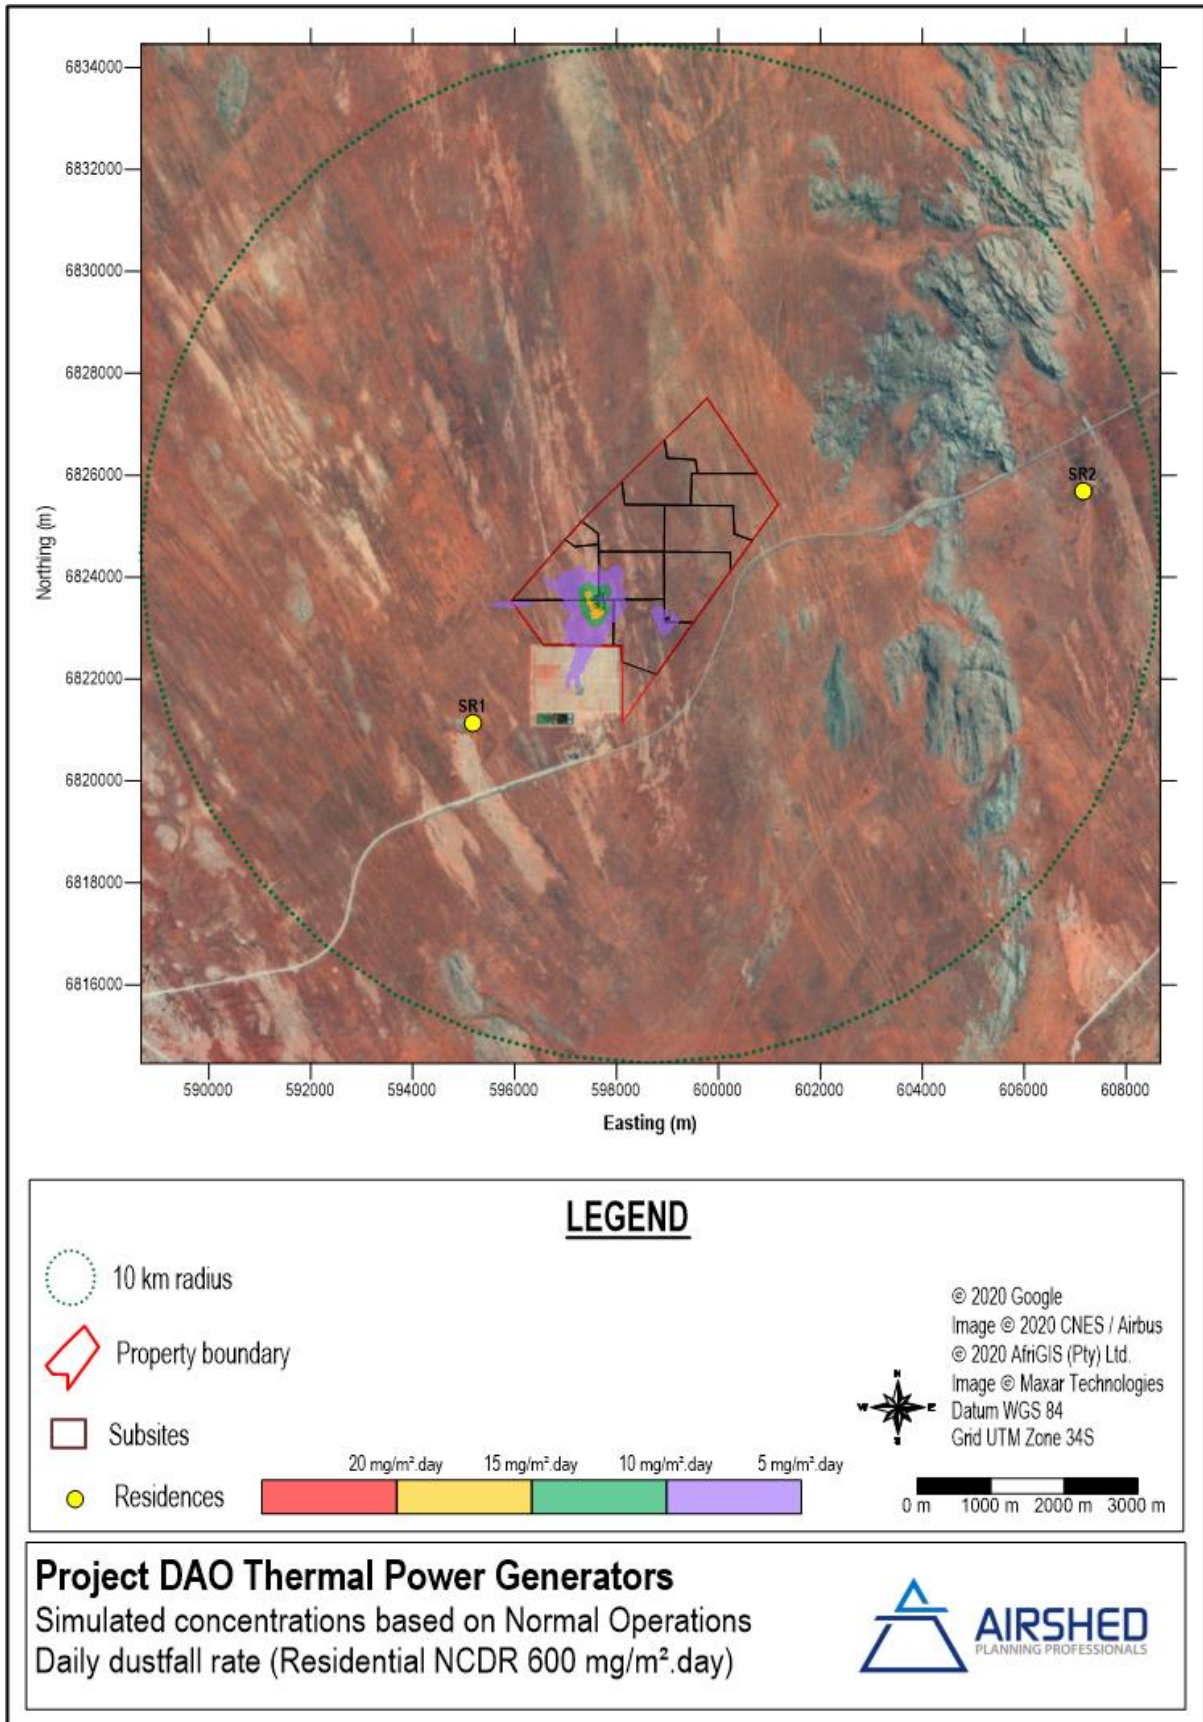 6834000
6832000
6830000
6828000
6826000
6824000
6822000
6820000
6818000
6816000
Northing (m)
SR2
SR1
590000 592000 594000 596000 598000 600000 602000 604000 606000 608000
Easting (m)
LEGEND
10 km radius
Property boundary
Subsites
Residences
20 mg/m².day 15 mg/m².day 10 mg/m².day 5 mg/m².day
© 2020 Google
Image © 2020 CNES / Airbus
© 2020 AfriGIS (Pty) Ltd.
Image © Maxar Technologies
Datum WGS 84
Grid UTM Zone 34S
N
W E
S
0 m 1000 m 2000 m 3000 m
Project DAO Thermal Power Generators
Simulated concentrations based on Normal Operations
Daily dustfall rate (Residential NCDR 600 mg/m².day)
AIRSHED
PLANNING PROFESSIONALS